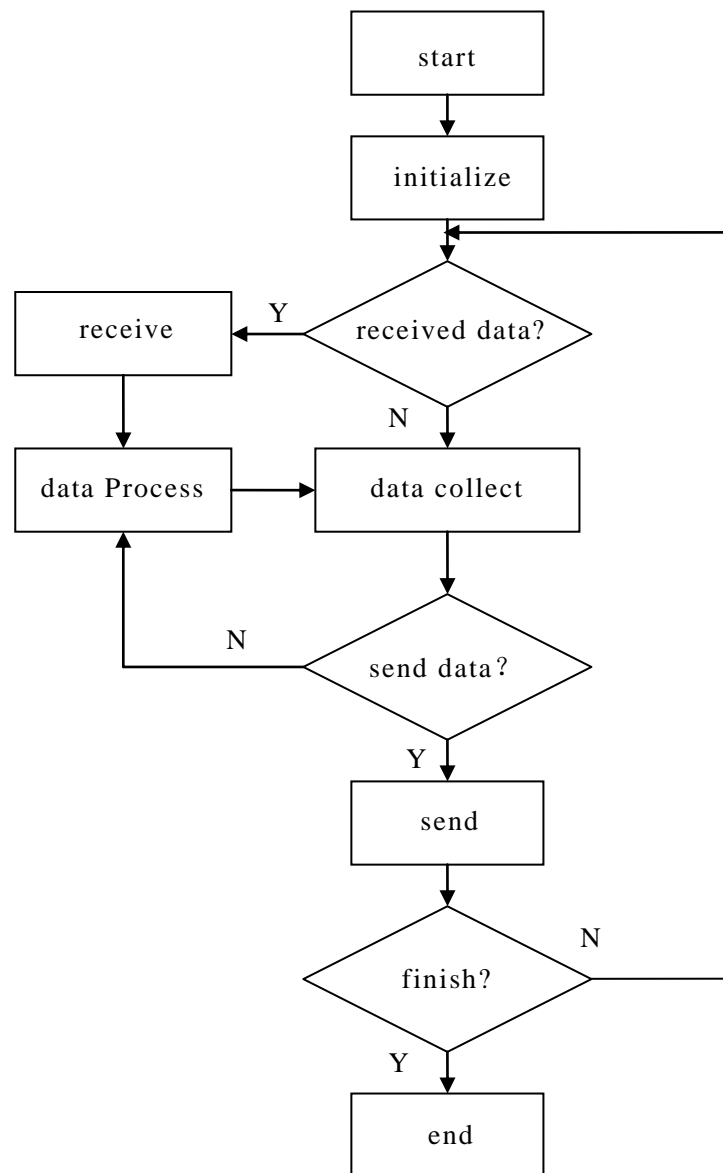 start
initialize
Y
received data?
receive
N
data Process
data collect
N
send data？
Y
send
N
finish?
Y
end